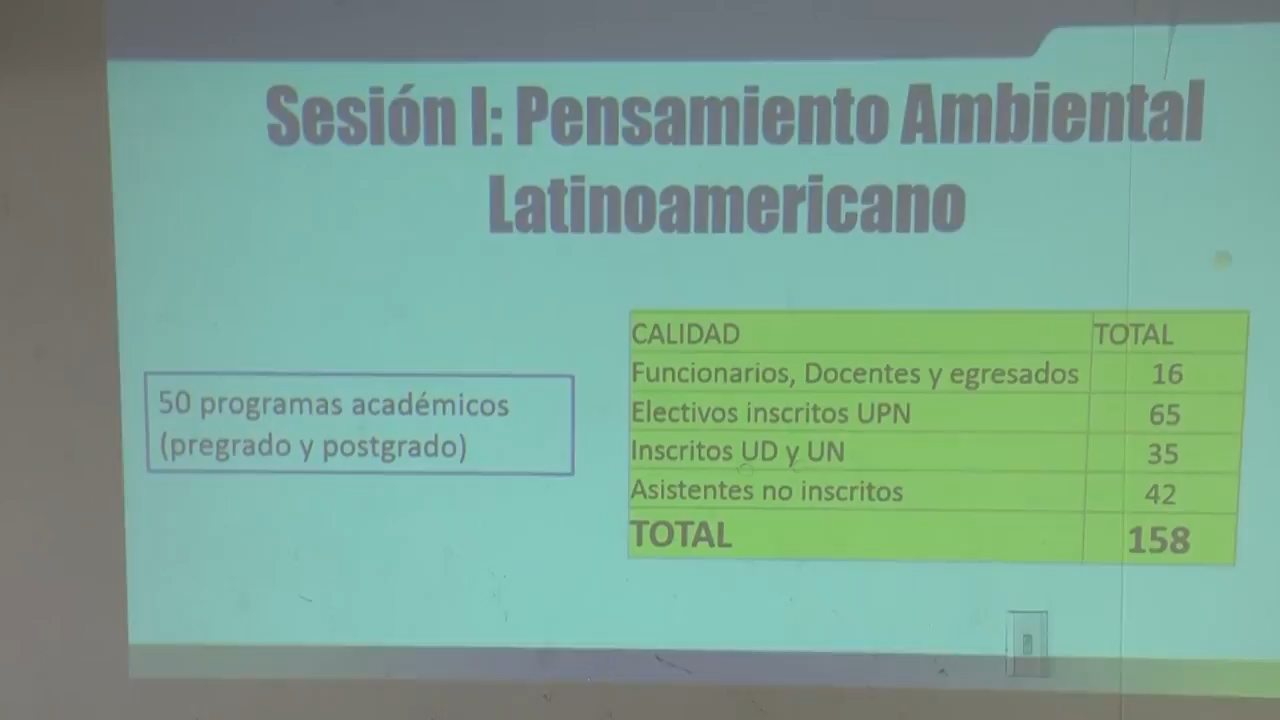 Sesión I: Pensamiento Ambiental
Latinoamericano
50 programas académicos
(pregrado y postgrado)
CALIDAD TOTAL
Funcionarios, Docentes y egresados 16
Electivos inscritos UPN 65
Inscritos UD y UN 35
Asistentes no inscritos 42
TOTAL 158